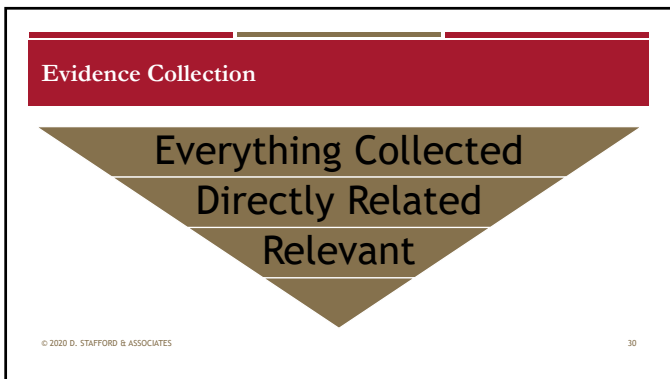 Evidence Collection
Everything Collected
Directly Related
Relevant
© 2020 D. STAFFORD & ASSOCIATES
30